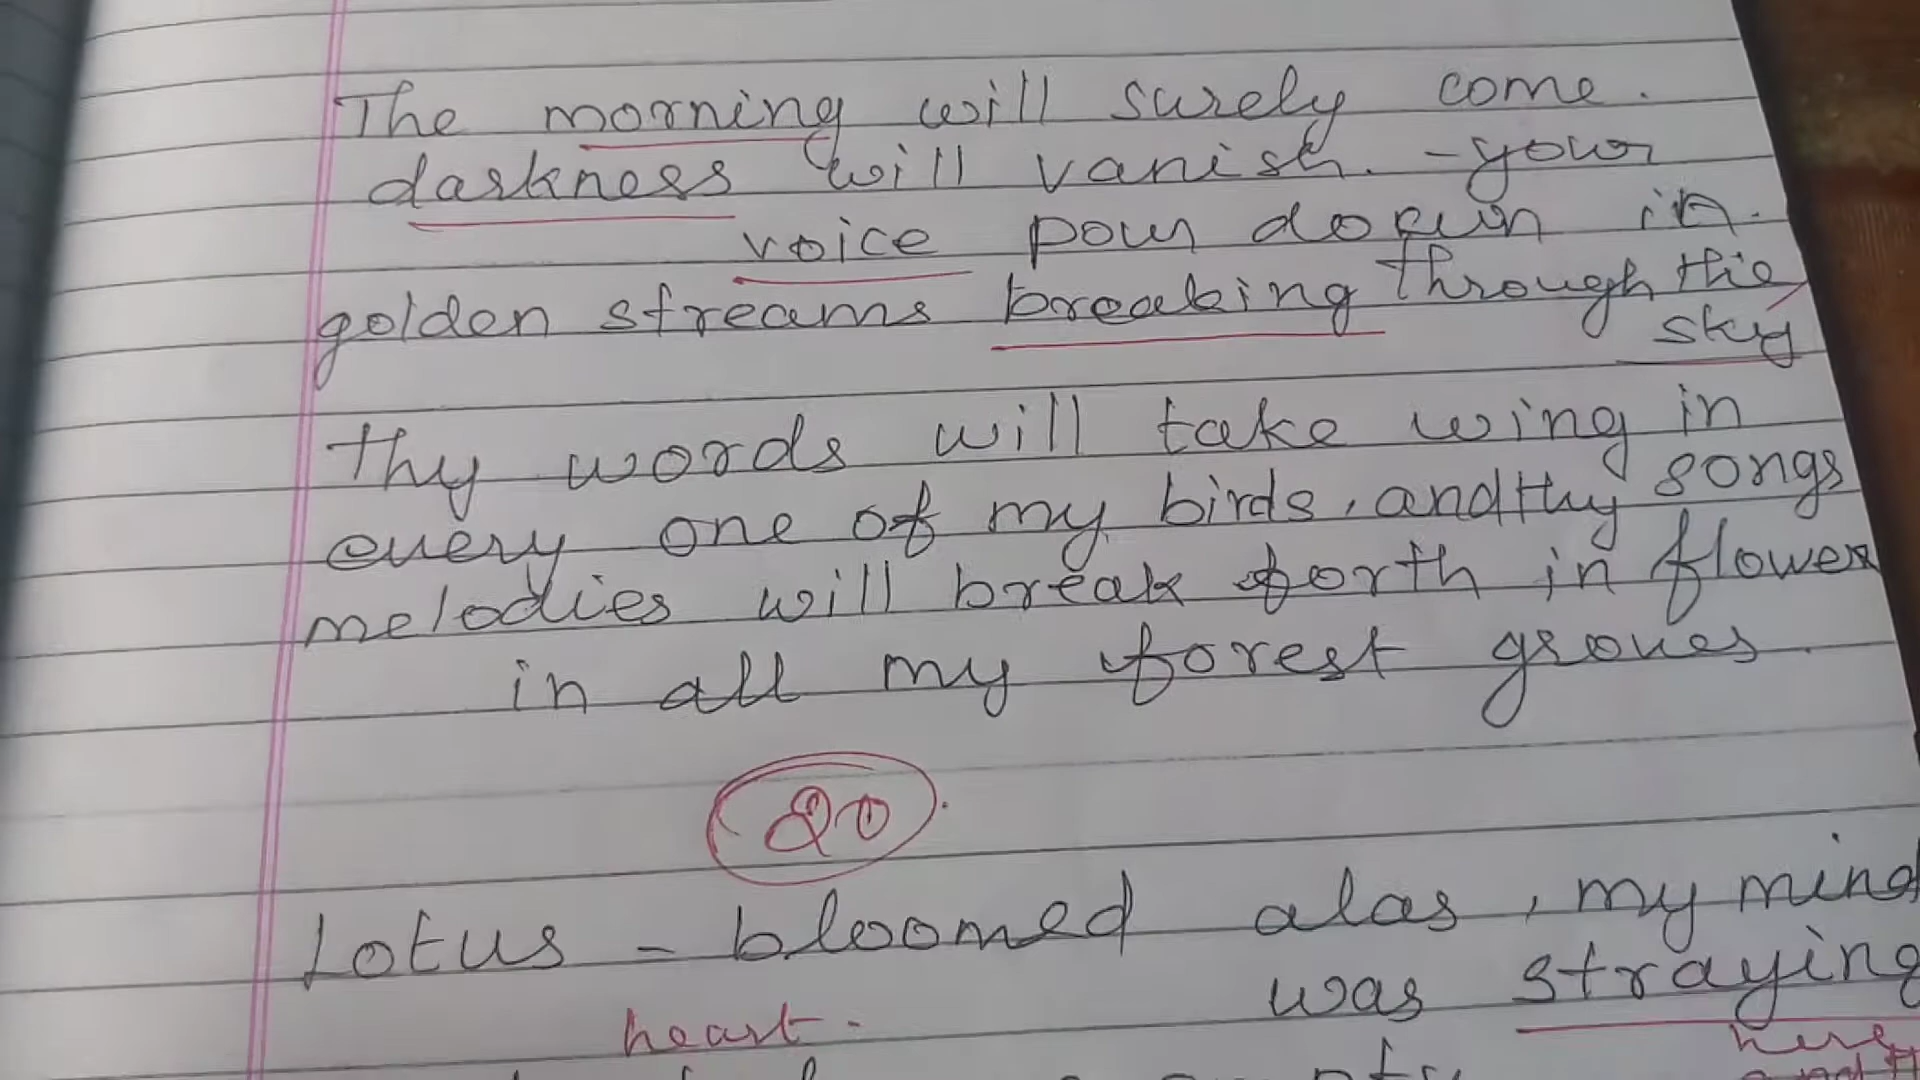 The morning will surely come.
darkness will vanish. - your
voice pour down in.
golden streams breaking through the
sky
Thy words will take wing in
every one of my birds, and thy songs
melodies will break forth in flower
in all my forest groves.
20
Lotus - bloomed alas, my mind
was straying
heart.
here